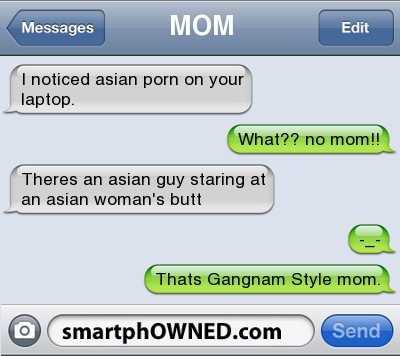 Messages
MOM
Edit
I noticed asian porn on your
laptop.
What?? no mom!!
Theres an asian guy staring at
an asian woman's butt
-_-
Thats Gangnam Style mom.
smartphOWNED.com
Send